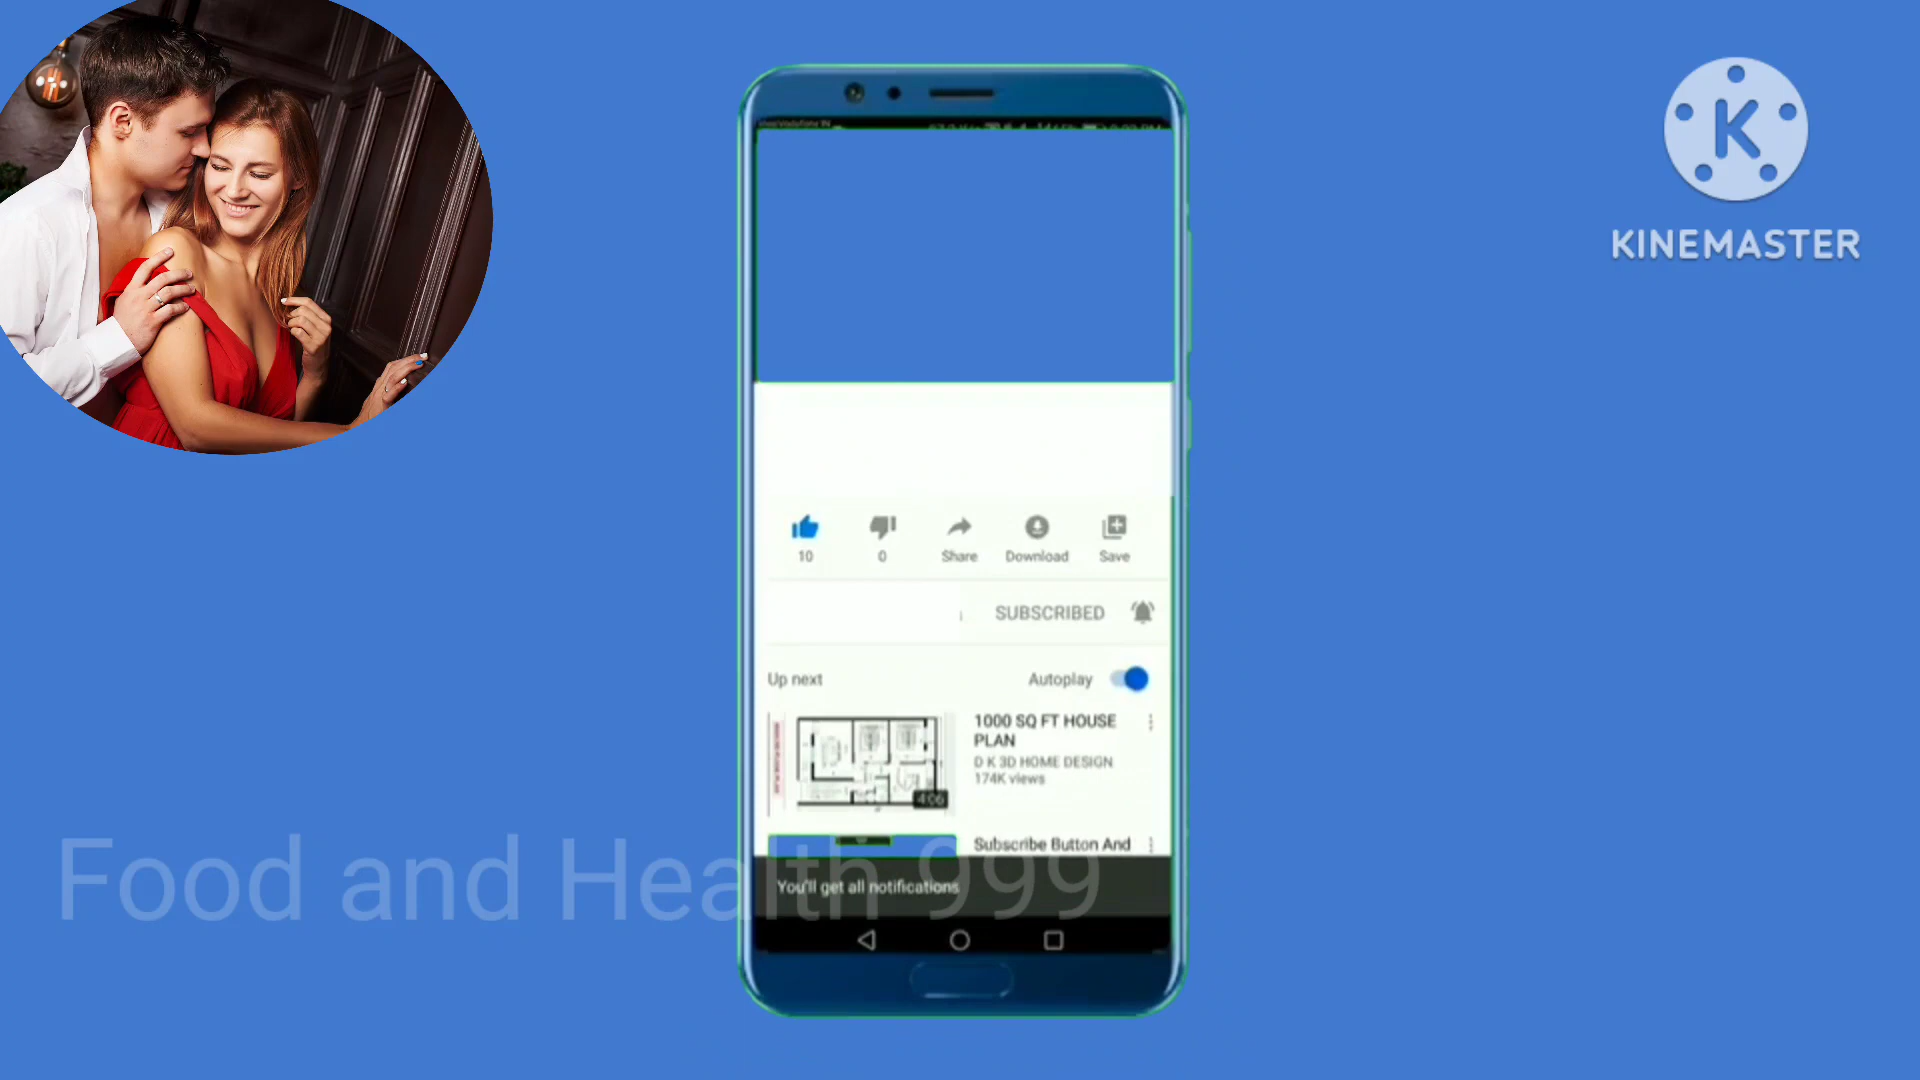 KINEMASTER
10
0
Share
Download
Save
SUBSCRIBED
Up next
Autoplay
1000 SQ FT HOUSE
PLAN
D K 3D HOME DESIGN
174K views
4:06
Subscribe Button And
You'll get all notifications
Food and Health 999